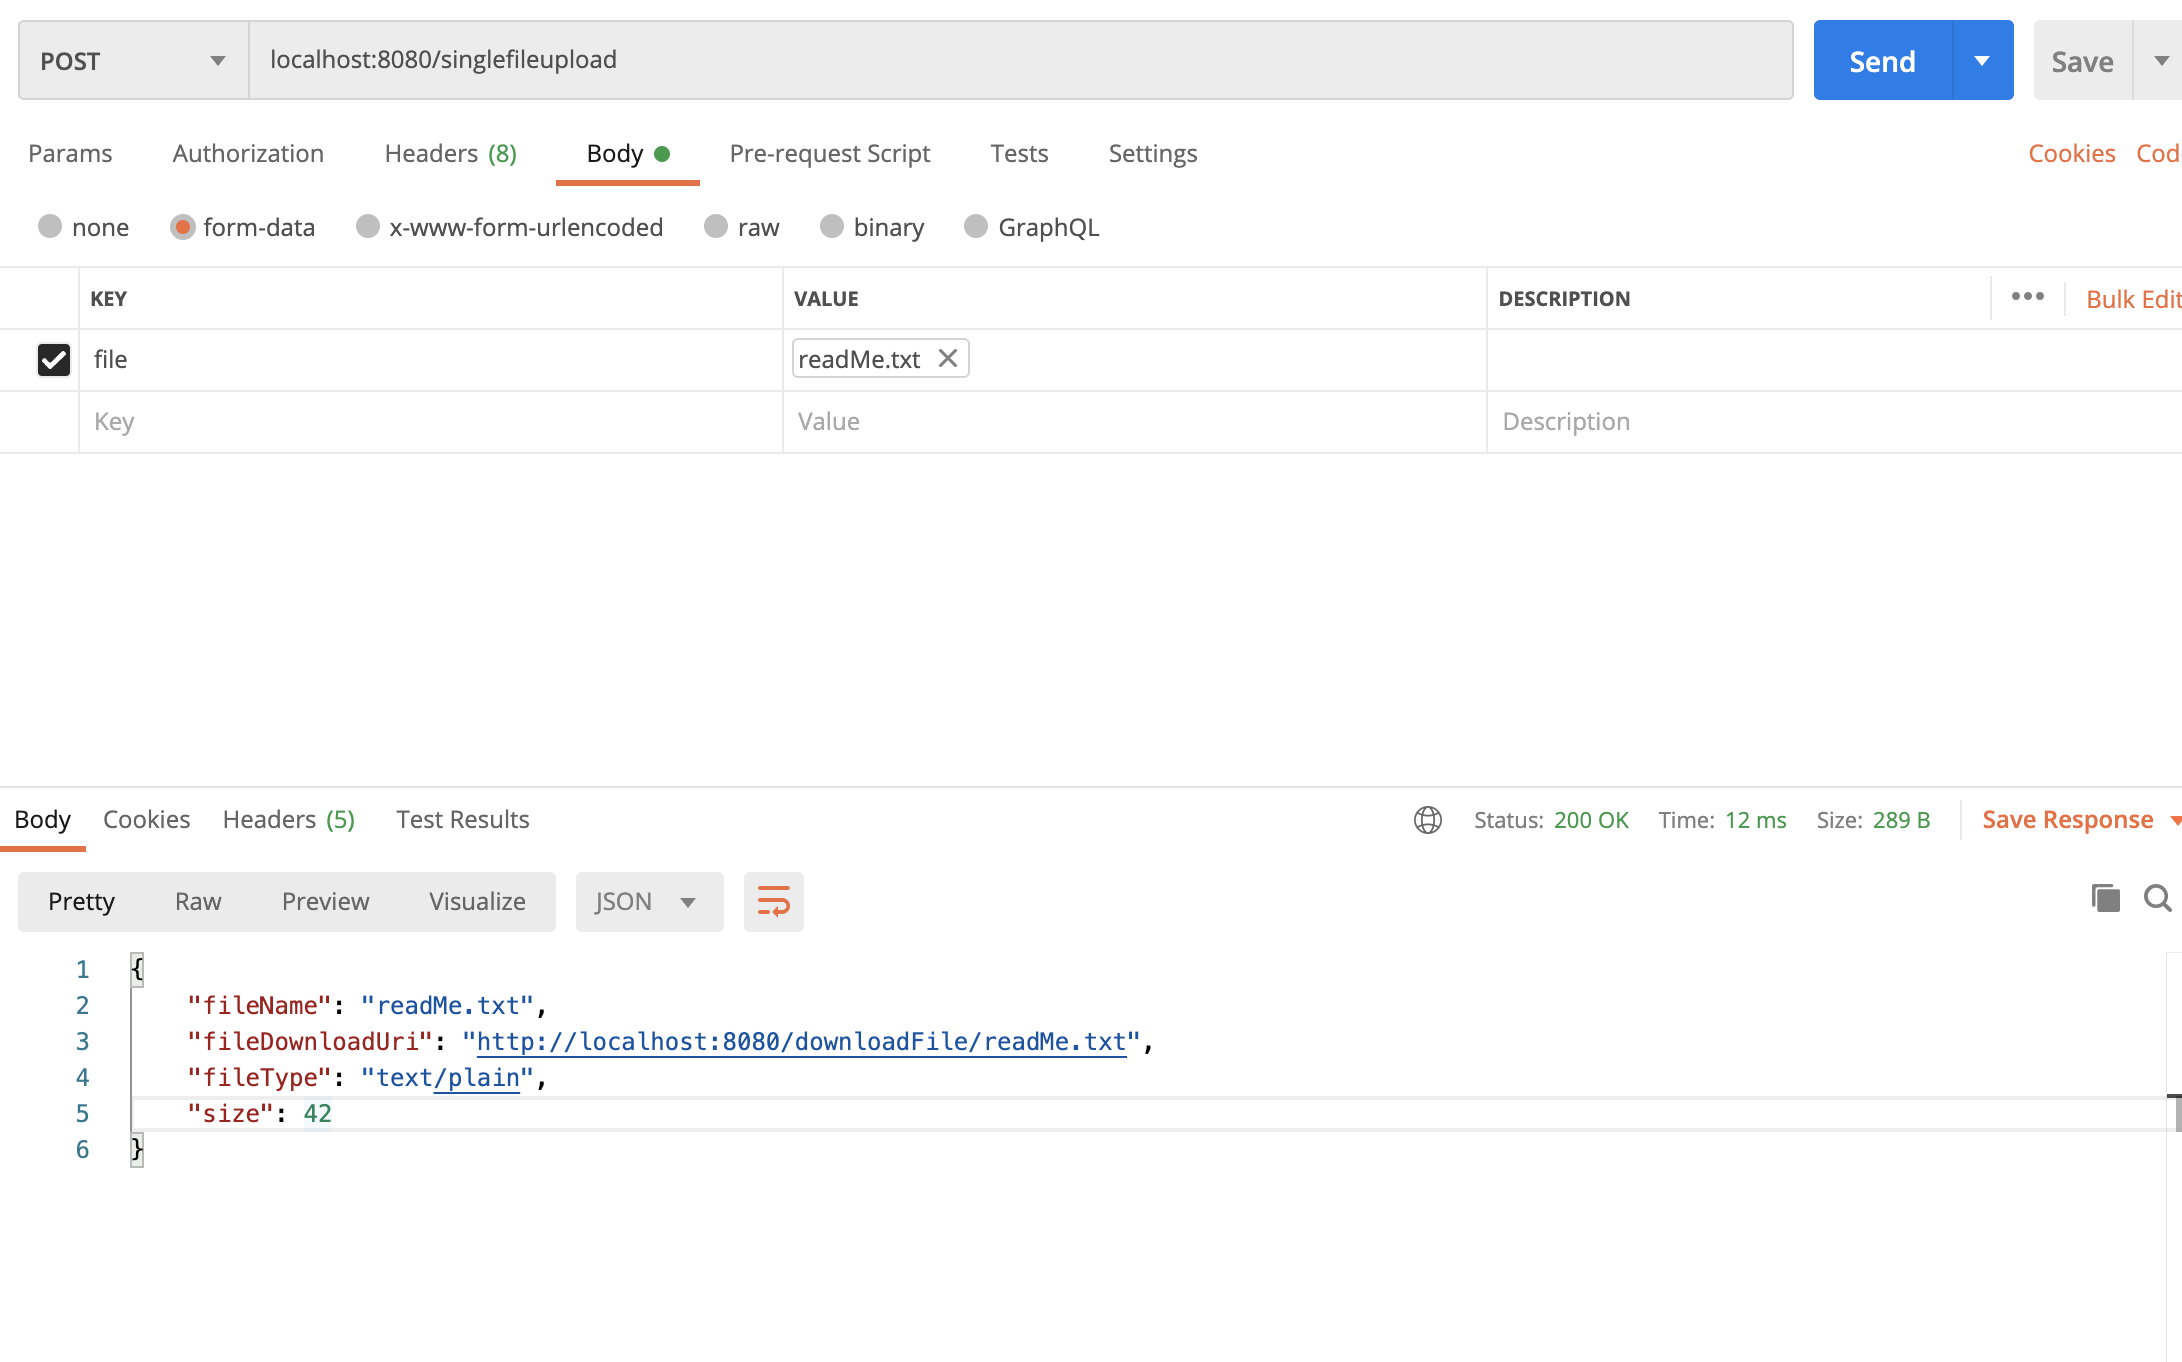 POST localhost:8080/singlefileupload Send Save
Params Authorization Headers (8) Body Pre-request Script Tests Settings Cookies Cod
none form-data x-www-form-urlencoded raw binary GraphQL
KEY VALUE DESCRIPTION ••• Bulk Edit
file readMe.txt
Key Value Description
Body Cookies Headers (5) Test Results Status: 200 OK Time: 12 ms Size: 289 B Save Response
Pretty Raw Preview Visualize JSON
1 {
2 "fileName": "readMe.txt",
3 "fileDownloadUri": "http://localhost:8080/downloadFile/readMe.txt",
4 "fileType": "text/plain",
5 "size": 42
6 }